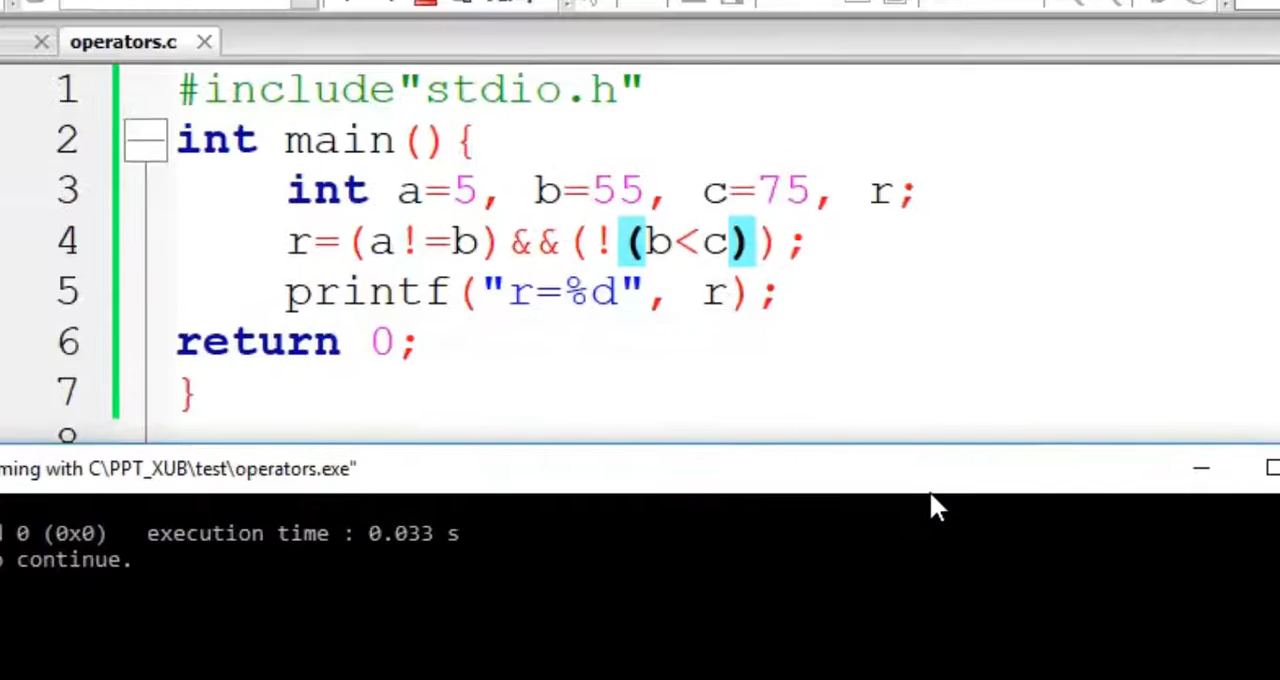 operators.c
1 #include"stdio.h"
2 int main(){
3 int a=5, b=55, c=75, r;
4 r=(a!=b)&&(!(b<c));
5 printf("r=%d", r);
6 return 0;
7 }
8
ming with C\PPT_XUB\test\operators.exe"
0 (0x0) execution time : 0.033 s
continue.